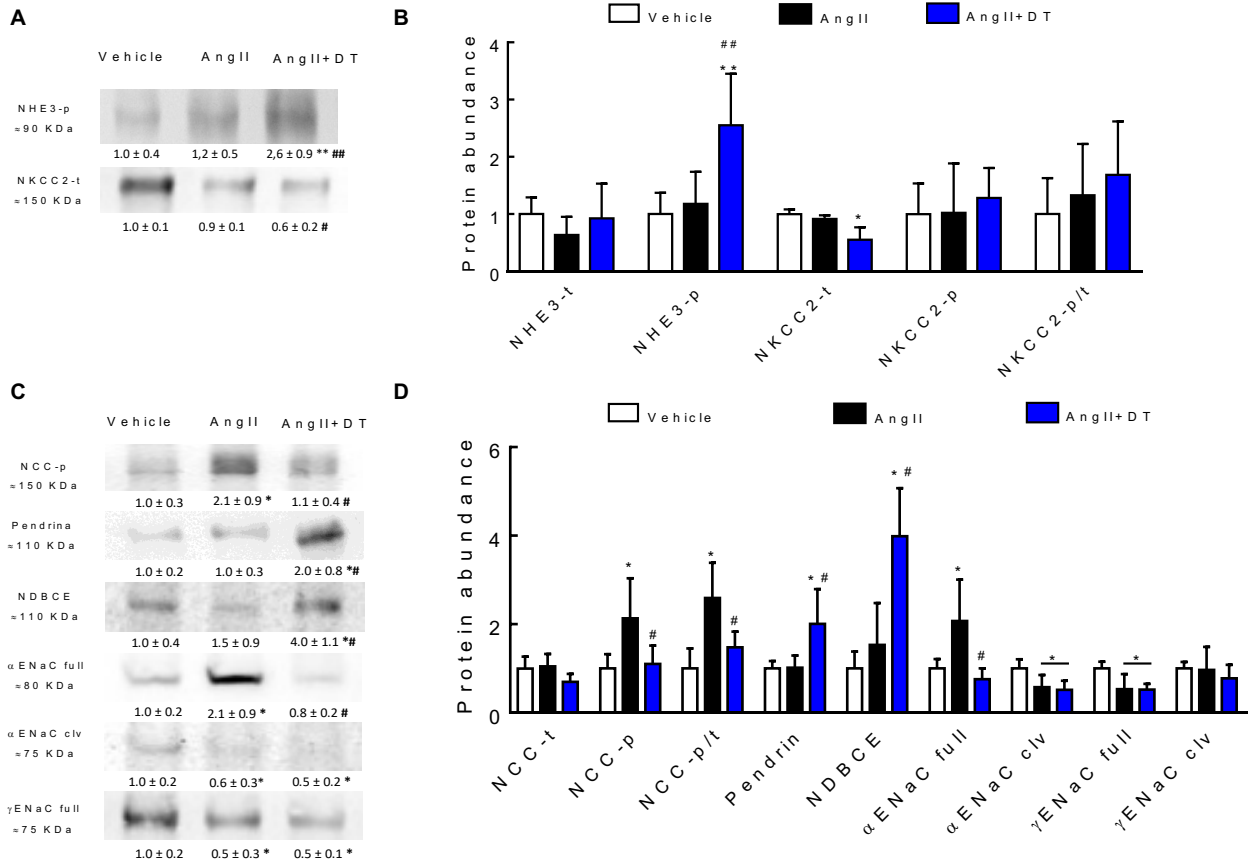 A
Vehicle AngII AngII+DT
NHE3-p
≈90 KDa
1.0 ± 0.4 1,2 ± 0.5 2,6 ± 0.9 ** ##
NKCC2-t
≈150 KDa
1.0 ± 0.1 0.9 ± 0.1 0.6 ± 0.2 #
B
Vehicle AngII AngII+DT
Protein abundance
4
3
2
1
0
##
**
*
NHE3-t NHE3-p NKCC2-t NKCC2-p NKCC2-p/t
C
Vehicle AngII AngII+DT
NCC-p
≈150 KDa
1.0 ± 0.3 2.1 ± 0.9 * 1.1 ± 0.4 #
Pendrina
≈110 KDa
1.0 ± 0.2 1.0 ± 0.3 2.0 ± 0.8 *#
NDBCE
≈110 KDa
1.0 ± 0.4 1.5 ± 0.9 4.0 ± 1.1 *#
αENaC full
≈80 KDa
1.0 ± 0.2 2.1 ± 0.9 * 0.8 ± 0.2 #
αENaC clv
≈75 KDa
1.0 ± 0.2 0.6 ± 0.3* 0.5 ± 0.2 *
γENaC full
≈75 KDa
1.0 ± 0.2 0.5 ± 0.3 * 0.5 ± 0.1 *
D
Vehicle AngII AngII+DT
Protein abundance
6
4
2
0
* # * # * # * # * # * *
NCC-t NCC-p NCC-p/t Pendrin NDBCE αENaC full αENaC clv γENaC full γENaC clv